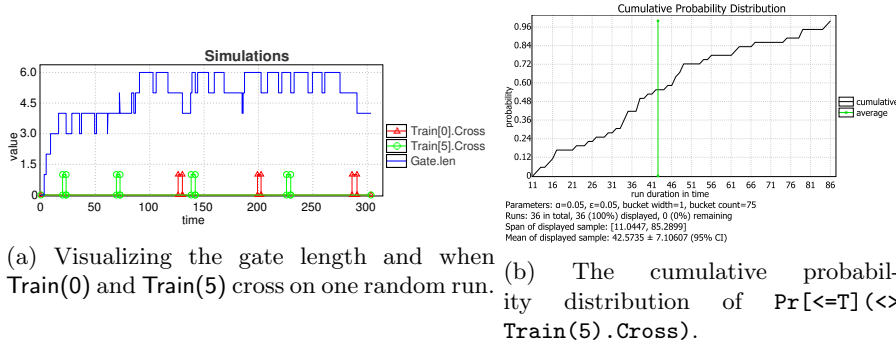 Simulations
value
6.0
4.5
3.0
1.5
0
0 50 100 150 200 250 300
time
Train[0].Cross
Train[5].Cross
Gate.len
(a) Visualizing the gate length and when
Train(0) and Train(5) cross on one random run.
Cumulative Probability Distribution
probability
0.96
0.84
0.72
0.60
0.48
0.36
0.24
0.12
0
11 16 21 26 31 36 41 46 51 56 61 66 71 76 81 86
run duration in time
cumulative
average
Parameters: α=0.05, ε=0.05, bucket width=1, bucket count=75
Runs: 36 in total, 36 (100%) displayed, 0 (0%) remaining
Span of displayed sample: [11.0447, 85.2899]
Mean of displayed sample: 42.5735 ± 7.10607 (95% CI)
(b) The cumulative probabil-
ity distribution of Pr[<=T](<>
Train(5).Cross).